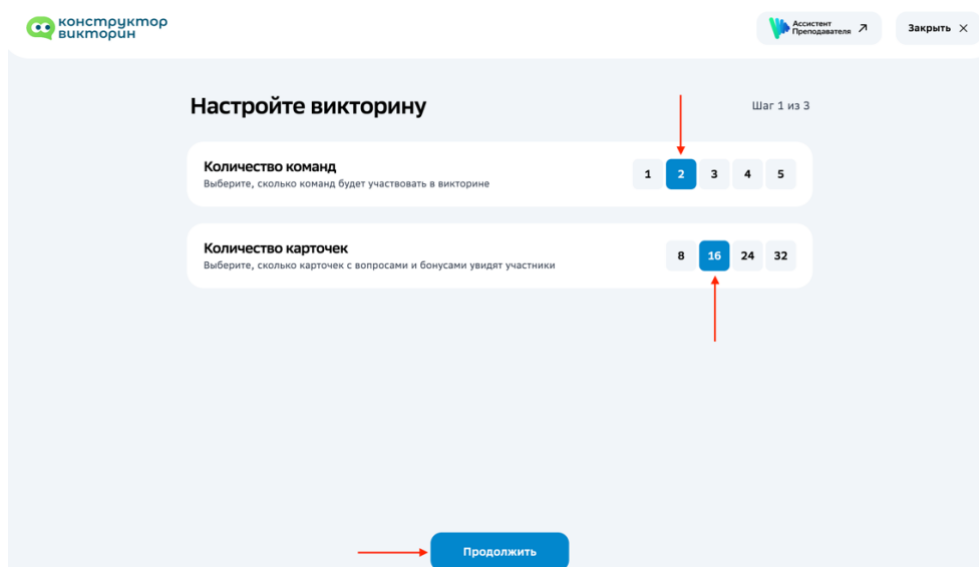 конструктор
викторин
Ассистент
Преподавателя
Закрыть
Настройте викторину
Шаг 1 из 3
Количество команд
Выберите, сколько команд будет участвовать в викторине
1 2 3 4 5
Количество карточек
Выберите, сколько карточек с вопросами и бонусами увидят участники
8 16 24 32
Продолжить